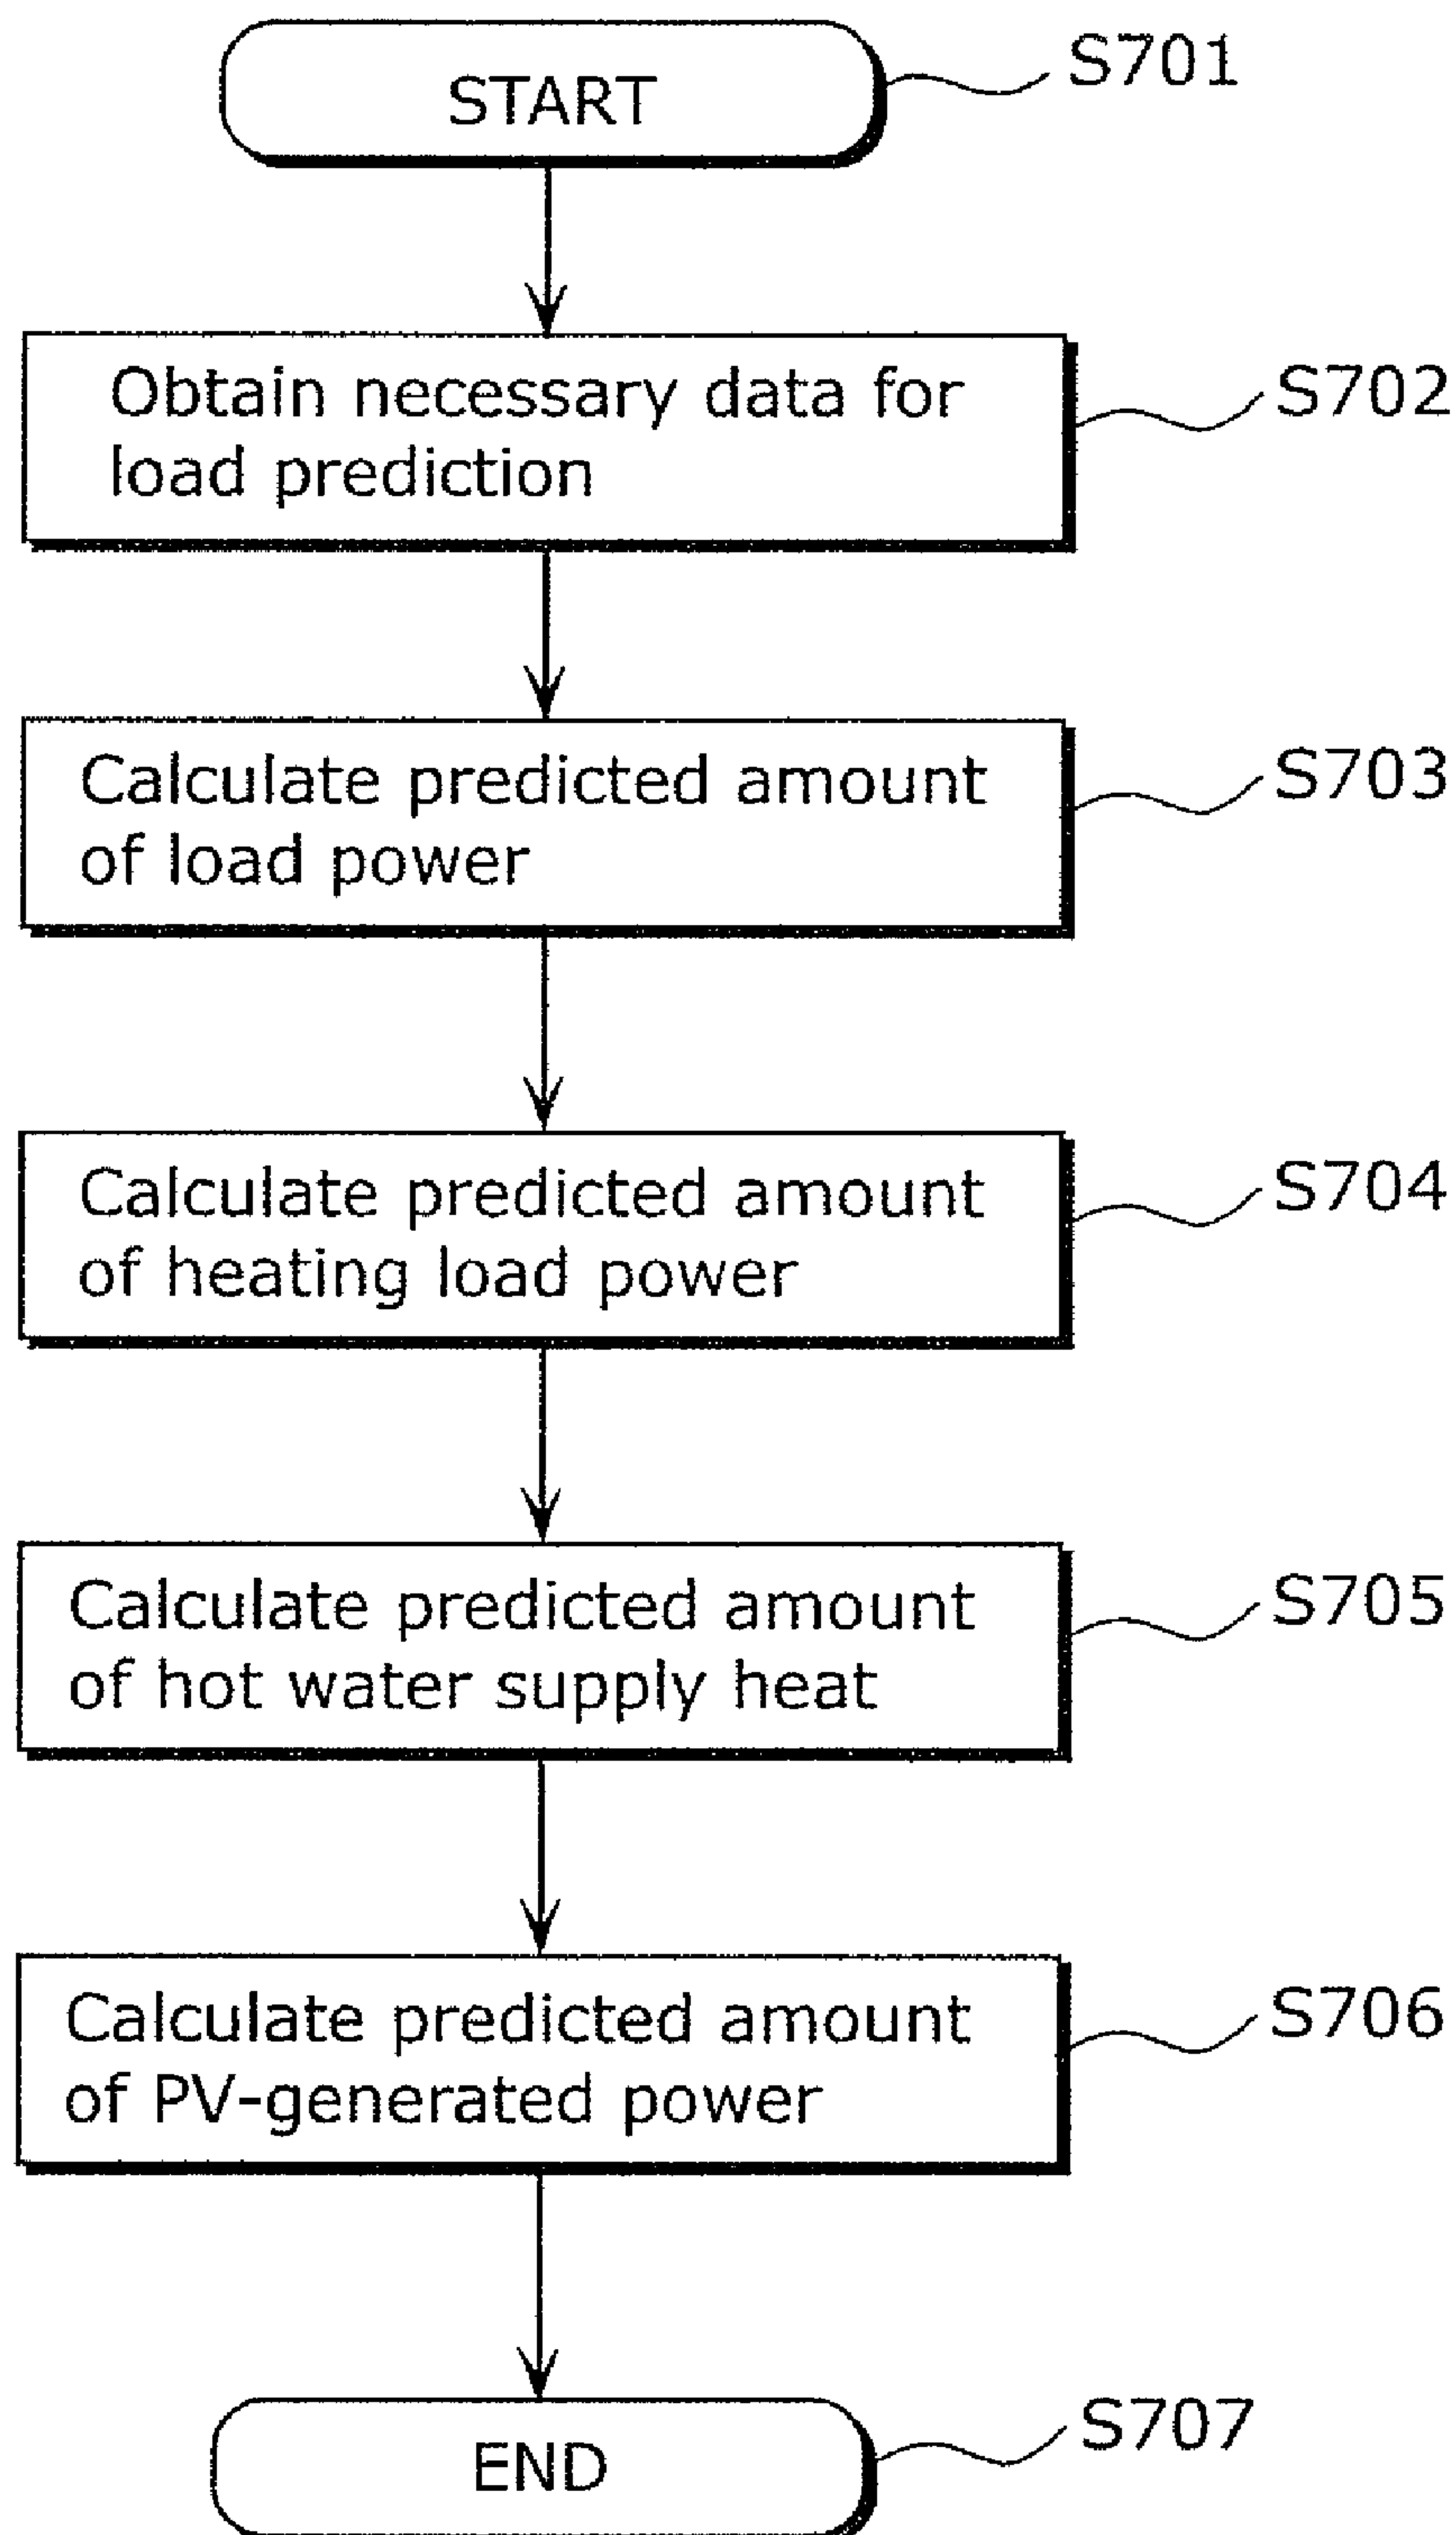 START
S701
Obtain necessary data for
load prediction
S702
Calculate predicted amount
of load power
S703
Calculate predicted amount
of heating load power
S704
Calculate predicted amount
of hot water supply heat
S705
Calculate predicted amount
of PV-generated power
S706
END
S707